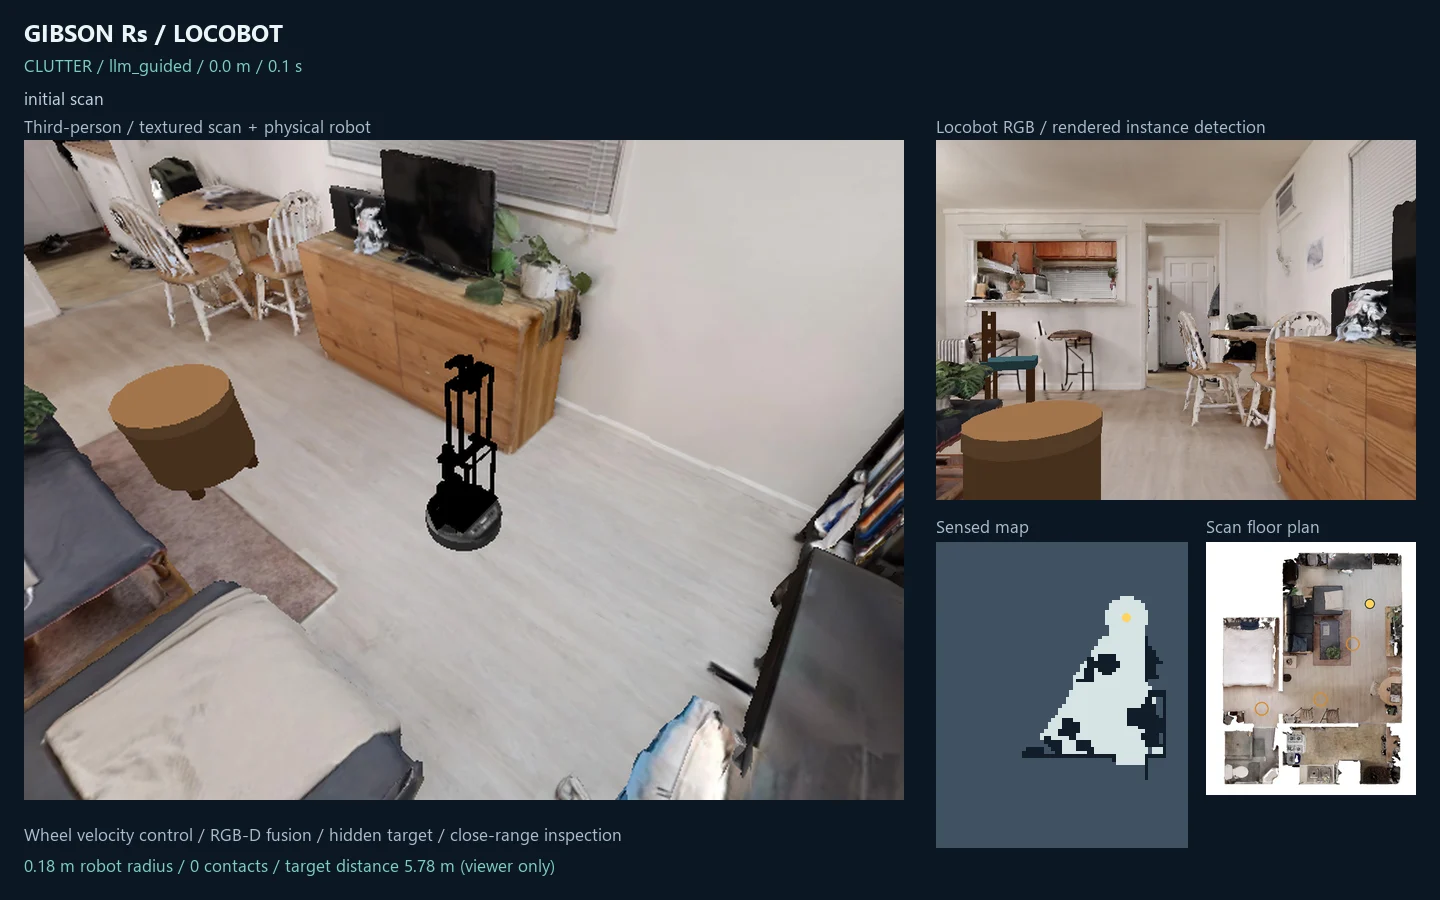 GIBSON Rs / LOCOBOT
CLUTTER / llm_guided / 0.0 m / 0.1 s
initial scan
Third-person / textured scan + physical robot
Locobot RGB / rendered instance detection
Sensed map
Scan floor plan
Wheel velocity control / RGB-D fusion / hidden target / close-range inspection
0.18 m robot radius / 0 contacts / target distance 5.78 m (viewer only)